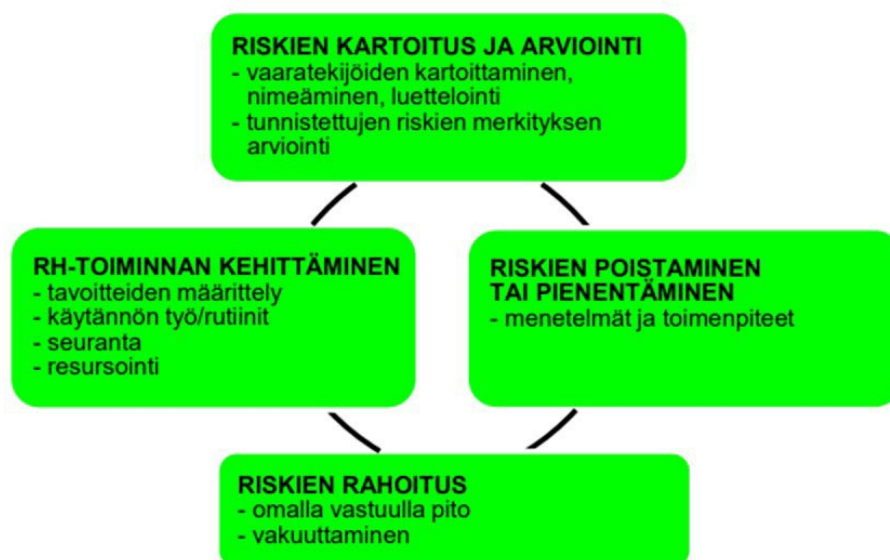 RISKIEN KARTOITUS JA ARVIOINTI
- vaaratekijöiden kartoittaminen,
nimeäminen, luettelointi
- tunnistettujen riskien merkityksen
arviointi
RH-TOIMINNAN KEHITTÄMINEN
- tavoitteiden määrittely
- käytännön työ/rutiinit
- seuranta
- resursointi
RISKIEN POISTAMINEN
TAI PIENENTÄMINEN
- menetelmät ja toimenpiteet
RISKIEN RAHOITUS
- omalla vastuulla pito
- vakuuttaminen